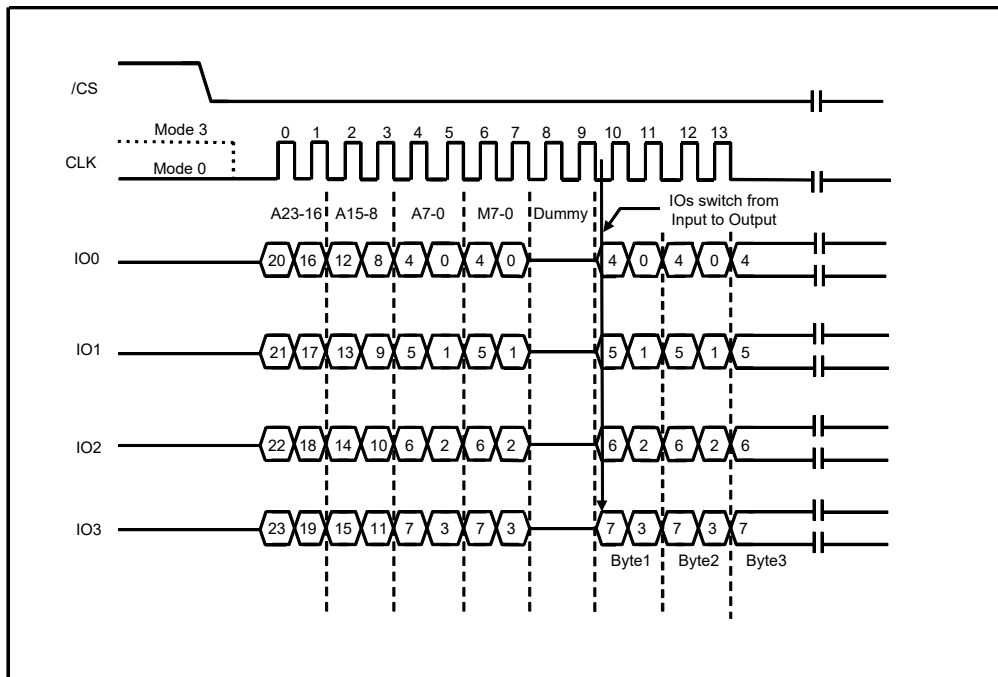 /CS
Mode 3
0 1 2 3 4 5 6 7 8 9 10 11 12 13
CLK
Mode 0
A23-16 A15-8 A7-0 M7-0 Dummy
IOs switch from
Input to Output
IO0 20 16 12 8 4 0 4 0 4 0 4 0 4
IO1 21 17 13 9 5 1 5 1 5 1 5 1 5
IO2 22 18 14 10 6 2 6 2 6 2 6 2 6
IO3 23 19 15 11 7 3 7 3 7 3 7 3 7
Byte1 Byte2 Byte3